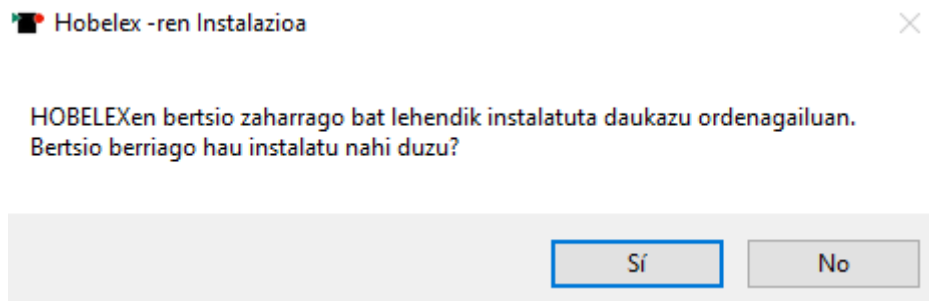 Hobelex -ren Instalazioa
HOBELEXen bertsio zaharrago bat lehendik instalatuta daukazu ordenagailuan.
Bertsio berriago hau instalatu nahi duzu?
Sí
No